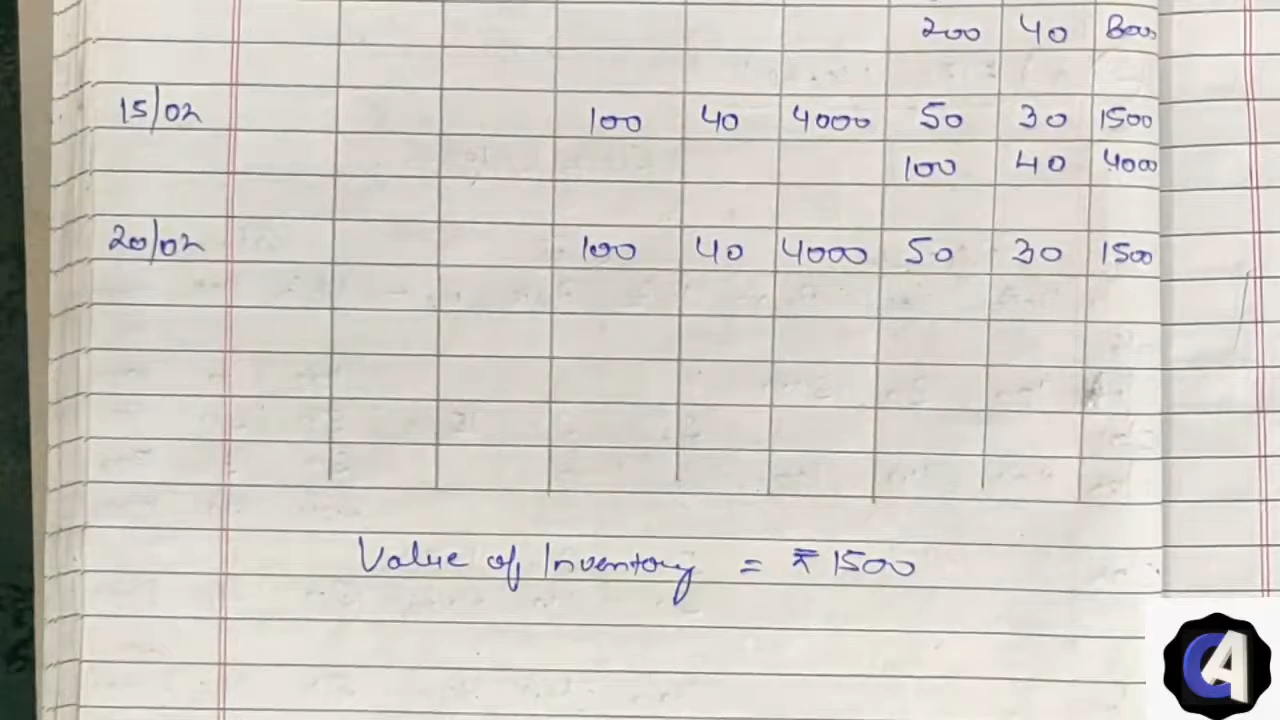 200 40 8000
15/02 100 40 4000 50 30 1500
100 40 4000
20/02 100 40 4000 50 30 1500
Value of Inventory = ₹1500
CA